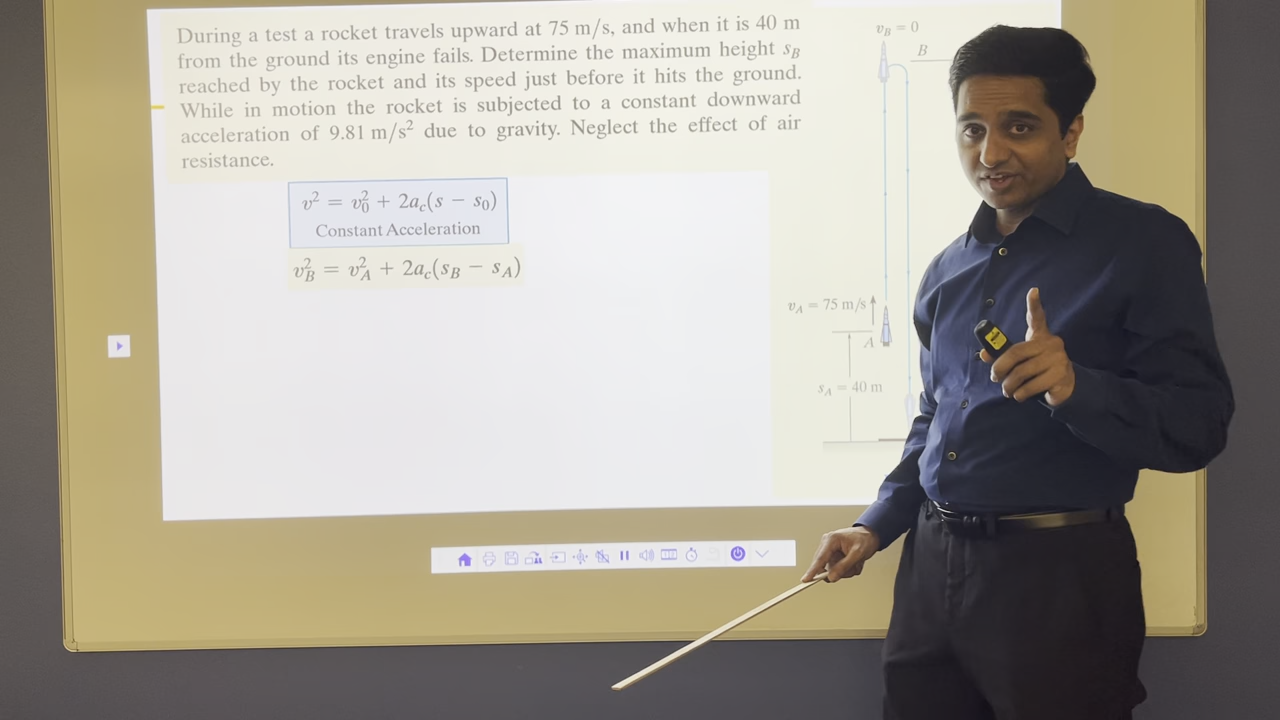 During a test a rocket travels upward at 75 m/s, and when it is 40 m
from the ground its engine fails. Determine the maximum height s_B
reached by the rocket and its speed just before it hits the ground.
While in motion the rocket is subjected to a constant downward
acceleration of 9.81 m/s² due to gravity. Neglect the effect of air
resistance.
v² = v₀² + 2a_c(s − s₀)
Constant Acceleration
v_B² = v_A² + 2a_c(s_B − s_A)
v_B = 0
B
v_A = 75 m/s
A
s_A = 40 m